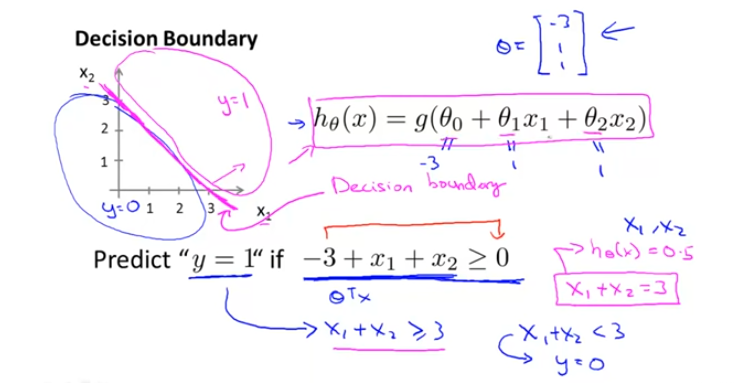 Decision Boundary
θ = [-3 1 1]
x₂
3
2
1
y=1
y=0
1 2 3 x₁
h_θ(x) = g(θ₀ + θ₁x₁ + θ₂x₂)
-3 1 1
Decision boundary
Predict "y = 1" if -3 + x₁ + x₂ ≥ 0
θᵀx
x₁ + x₂ ≥ 3
x₁, x₂
h_θ(x) = 0.5
x₁ + x₂ = 3
x₁ + x₂ < 3
y = 0